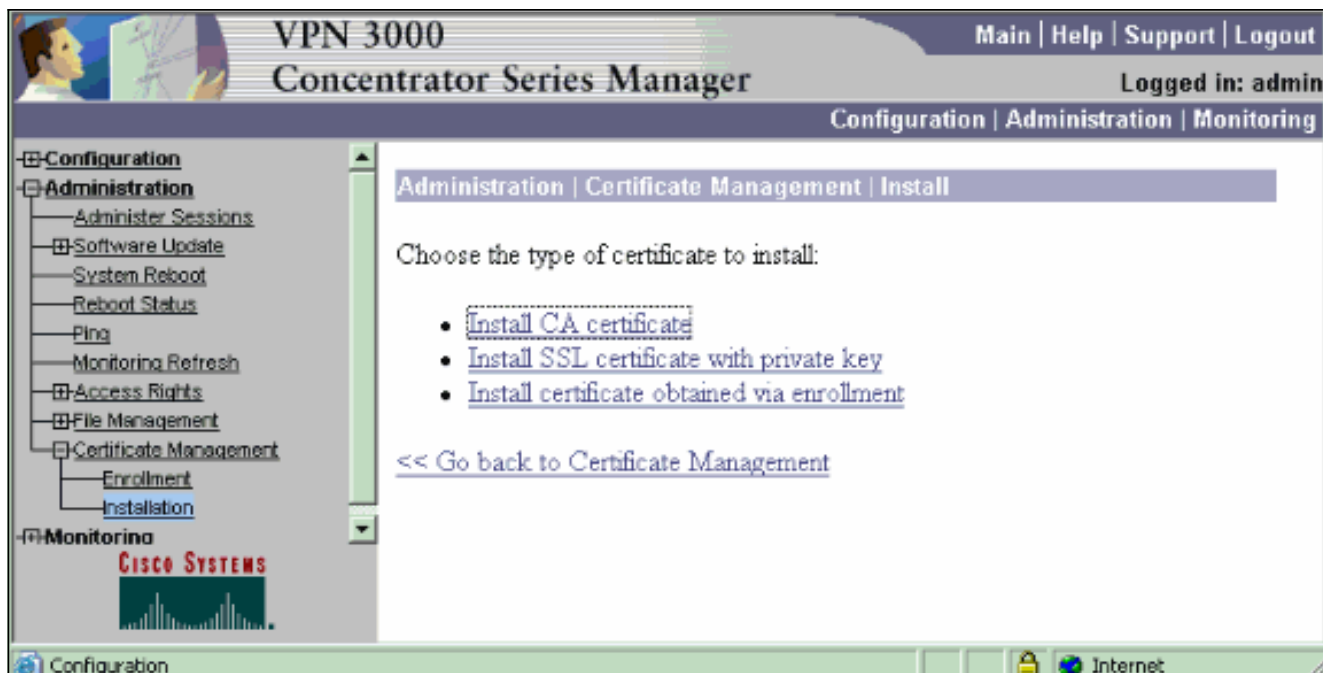 VPN 3000
Concentrator Series Manager
Main | Help | Support | Logout
Logged in: admin
Configuration | Administration | Monitoring
Configuration
Administration
Administer Sessions
Software Update
System Reboot
Reboot Status
Ping
Monitoring Refresh
Access Rights
File Management
Certificate Management
Enrollment
Installation
Monitoring
CISCO SYSTEMS
Administration | Certificate Management | Install
Choose the type of certificate to install:
• Install CA certificate
• Install SSL certificate with private key
• Install certificate obtained via enrollment
<< Go back to Certificate Management
Configuration
Internet